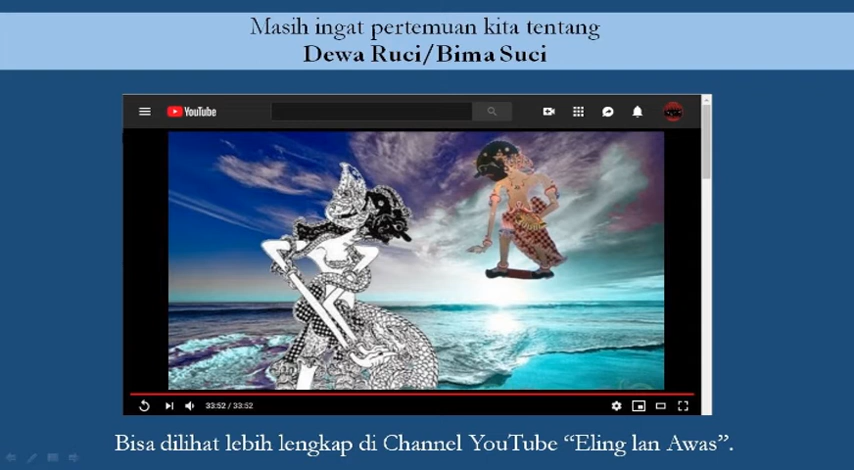 Masih ingat pertemuan kita tentang
Dewa Ruci/Bima Suci
YouTube
33:52 / 33:52
Bisa dilihat lebih lengkap di Channel YouTube “Eling lan Awas”.